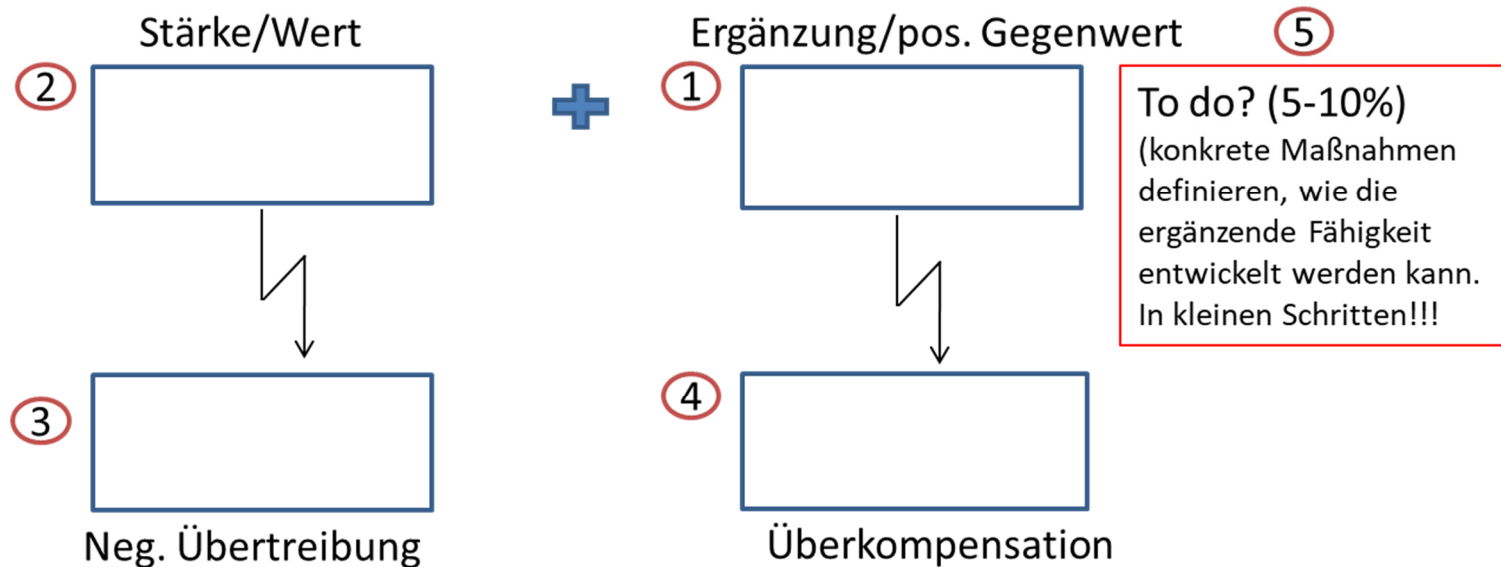 Stärke/Wert
Ergänzung/pos. Gegenwert
5
2
1
To do? (5-10%)
(konkrete Maßnahmen
definieren, wie die
ergänzende Fähigkeit
entwickelt werden kann.
In kleinen Schritten!!!
3
4
Neg. Übertreibung
Überkompensation